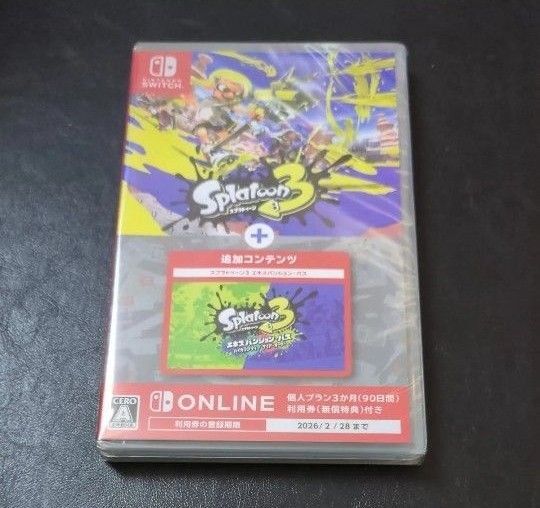 NINTENDO
SWITCH
Splatoon 3
スプラトゥーン
+
追加コンテンツ
スプラトゥーン3 エキスパンション・パス
Splatoon 3
エキスパンション・パス
CERO
A
ONLINE
個人プラン3か月(90日間)
利用券(無償特典)付き
利用券の登録期限
2026/2/28まで